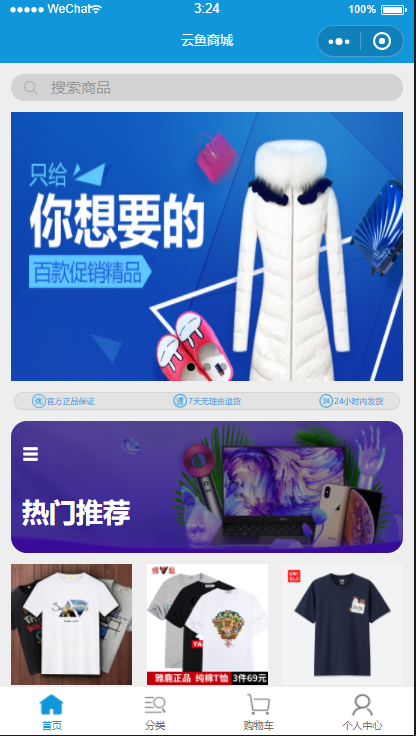 WeChat
3:24
100%
云鱼商城
搜索商品
只给
你想要的
百款促销精品
官方正品保证
7天无理由退货
24小时内发货
热门推荐
雅鹿正品 纯棉T恤 3件69元
首页
分类
购物车
个人中心